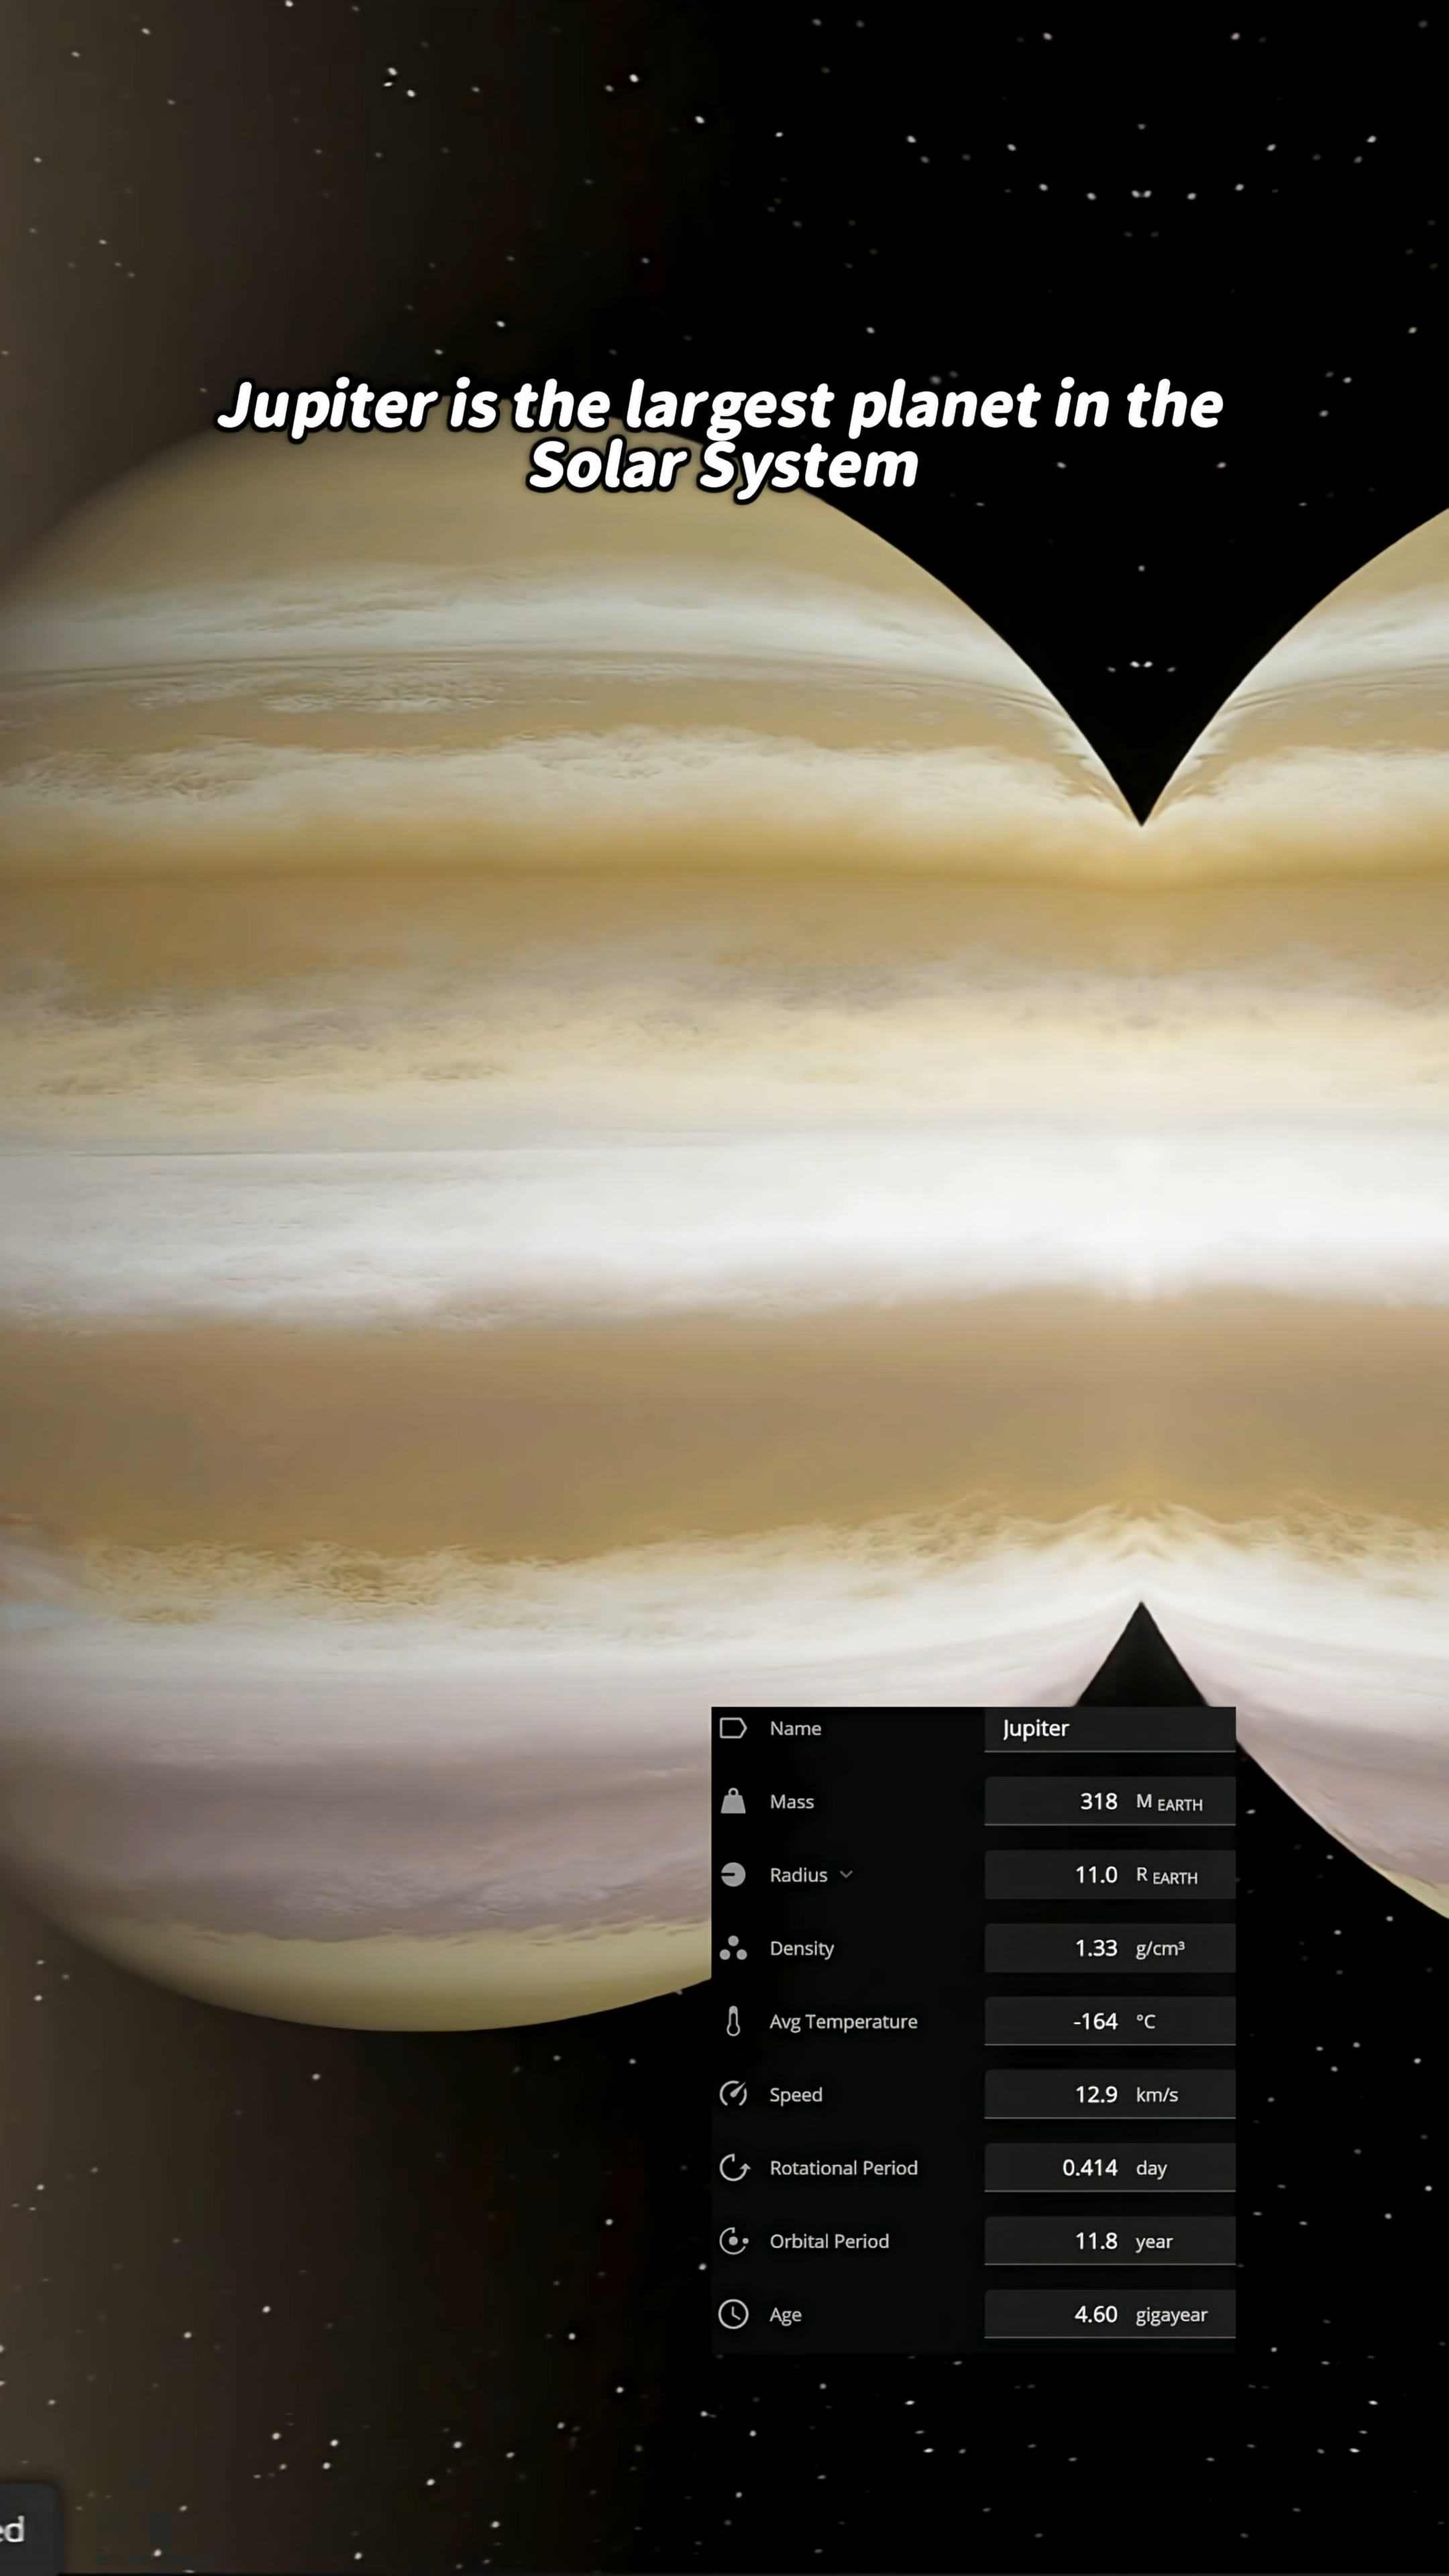 Jupiter is the largest planet in the
Solar System
Name Jupiter
Mass 318 M EARTH
Radius 11.0 R EARTH
Density 1.33 g/cm³
Avg Temperature -164 °C
Speed 12.9 km/s
Rotational Period 0.414 day
Orbital Period 11.8 year
Age 4.60 gigayear
ed